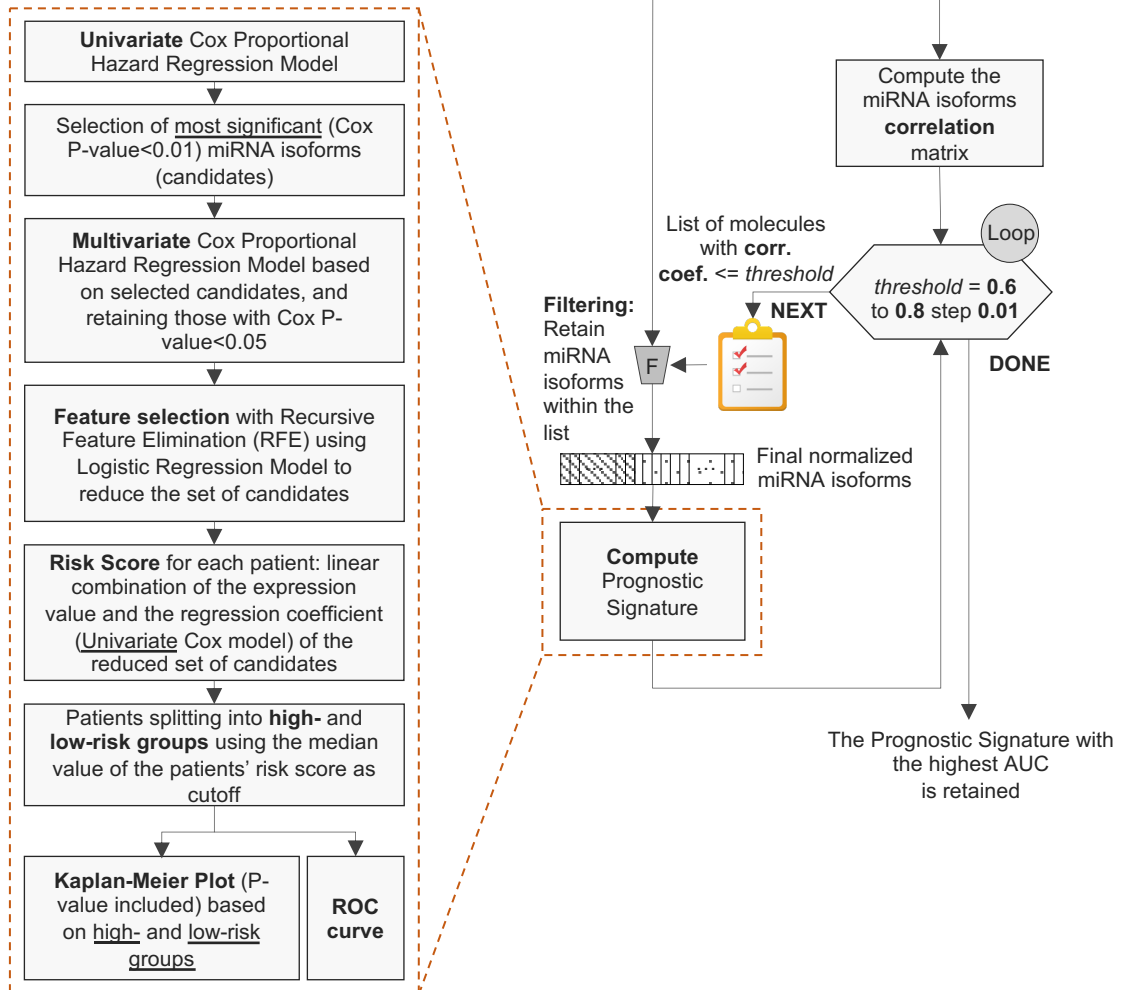 Univariate Cox Proportional
Hazard Regression Model
Selection of most significant (Cox
P-value<0.01) miRNA isoforms
(candidates)
Multivariate Cox Proportional
Hazard Regression Model based
on selected candidates, and
retaining those with Cox P-
value<0.05
Feature selection with Recursive
Feature Elimination (RFE) using
Logistic Regression Model to
reduce the set of candidates
Risk Score for each patient: linear
combination of the expression
value and the regression coefficient
(Univariate Cox model) of the
reduced set of candidates
Patients splitting into high- and
low-risk groups using the median
value of the patients' risk score as
cutoff
Kaplan-Meier Plot (P-
value included) based
on high- and low-risk
groups
ROC
curve
Compute the
miRNA isoforms
correlation
matrix
Loop
threshold = 0.6
to 0.8 step 0.01
List of molecules
with corr.
coef. <= threshold
NEXT
DONE
Filtering:
Retain
miRNA
isoforms
within the
list
F
Final normalized
miRNA isoforms
Compute
Prognostic
Signature
The Prognostic Signature with
the highest AUC
is retained